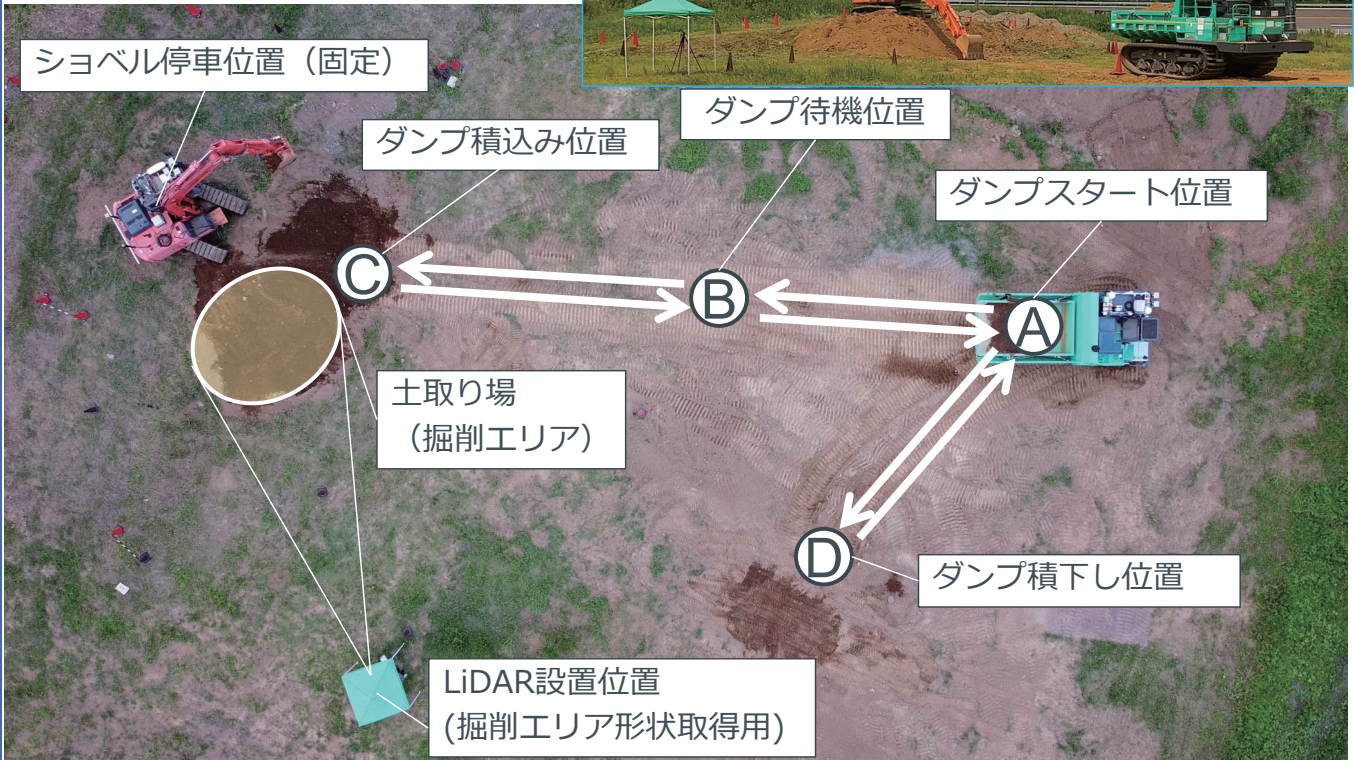 ショベル停車位置（固定）
ダンプ積込み位置
ダンプ待機位置
ダンプスタート位置
C
B
A
土取り場
（掘削エリア）
D
ダンプ積下し位置
LiDAR設置位置
(掘削エリア形状取得用)